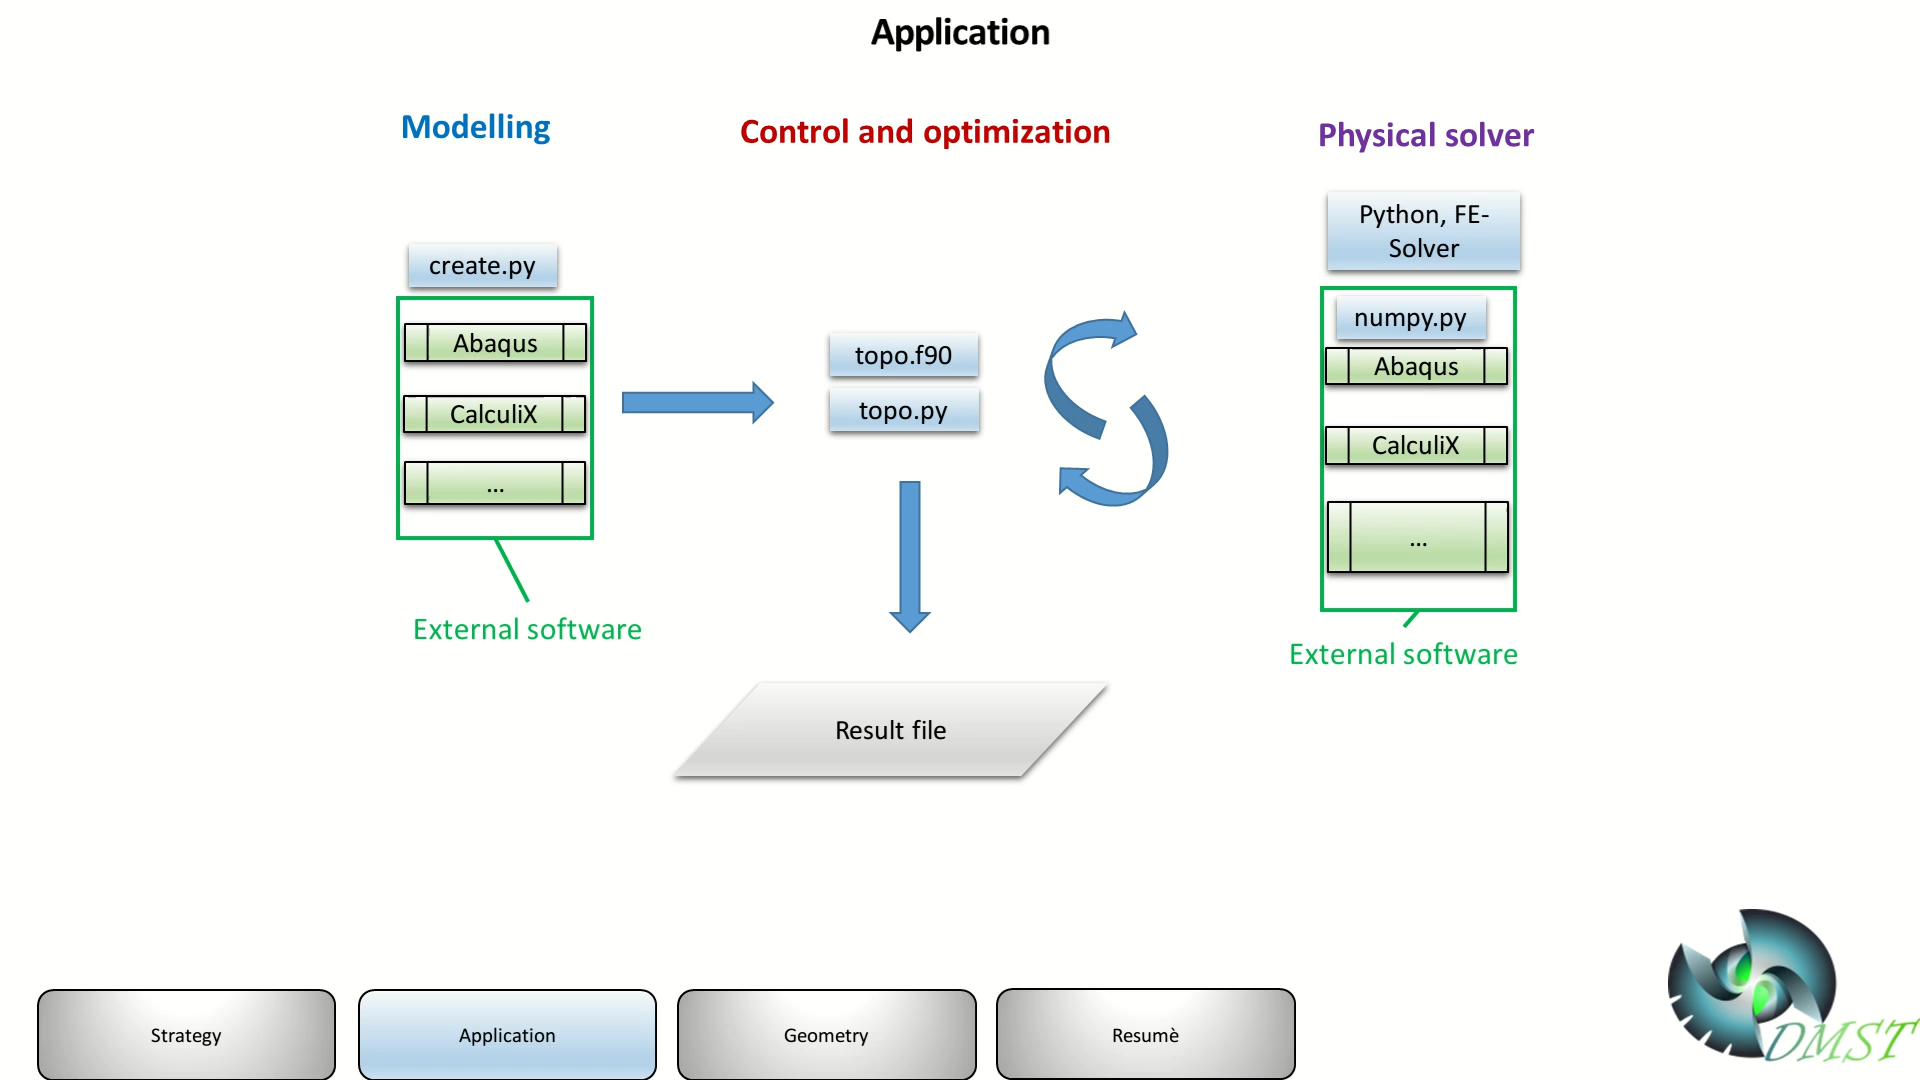 Application
Modelling
Control and optimization
Physical solver
create.py
Abaqus
CalculiX
...
External software
topo.f90
topo.py
Result file
Python, FE-
Solver
numpy.py
Abaqus
CalculiX
...
External software
Strategy
Application
Geometry
Resumè
DMST